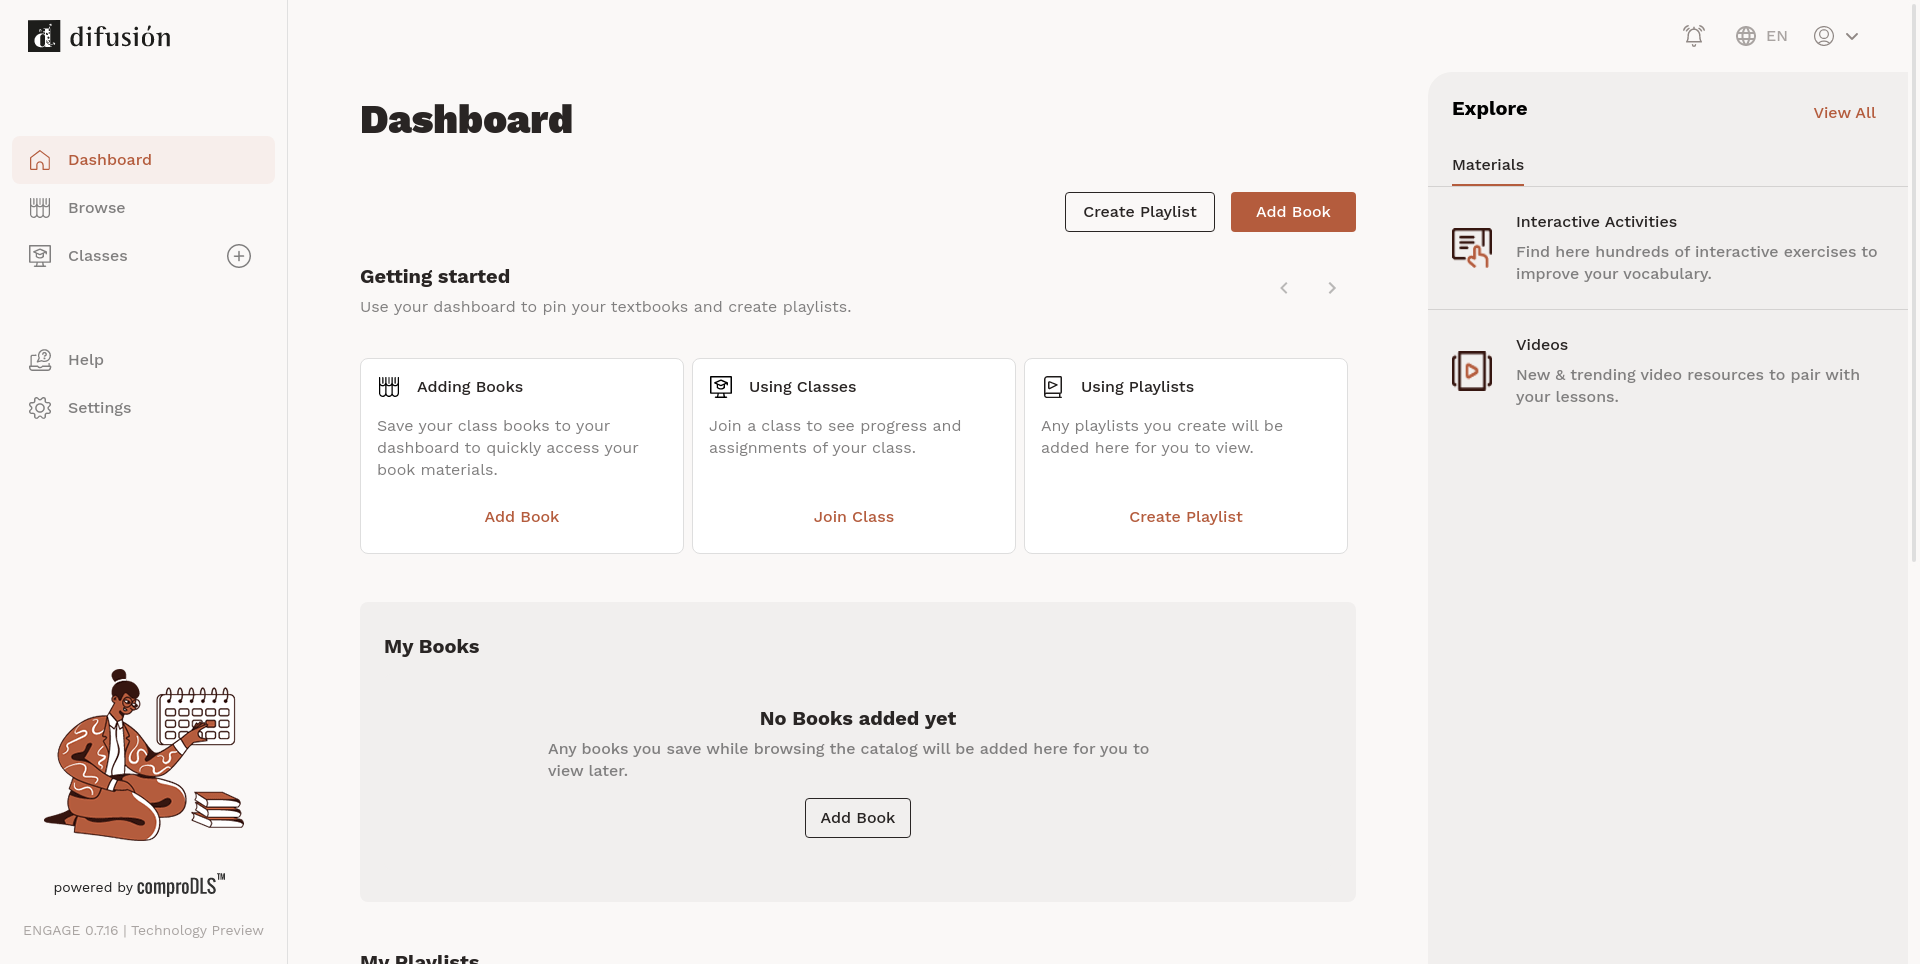 difusión
EN
Dashboard
Browse
Classes
Help
Settings
powered by comproDLS™
ENGAGE 0.7.16 | Technology Preview
Dashboard
Create Playlist
Add Book
Getting started
Use your dashboard to pin your textbooks and create playlists.
Adding Books
Save your class books to your
dashboard to quickly access your
book materials.
Add Book
Using Classes
Join a class to see progress and
assignments of your class.
Join Class
Using Playlists
Any playlists you create will be
added here for you to view.
Create Playlist
My Books
No Books added yet
Any books you save while browsing the catalog will be added here for you to
view later.
Add Book
My Playlists
Explore
View All
Materials
Interactive Activities
Find here hundreds of interactive exercises to
improve your vocabulary.
Videos
New & trending video resources to pair with
your lessons.